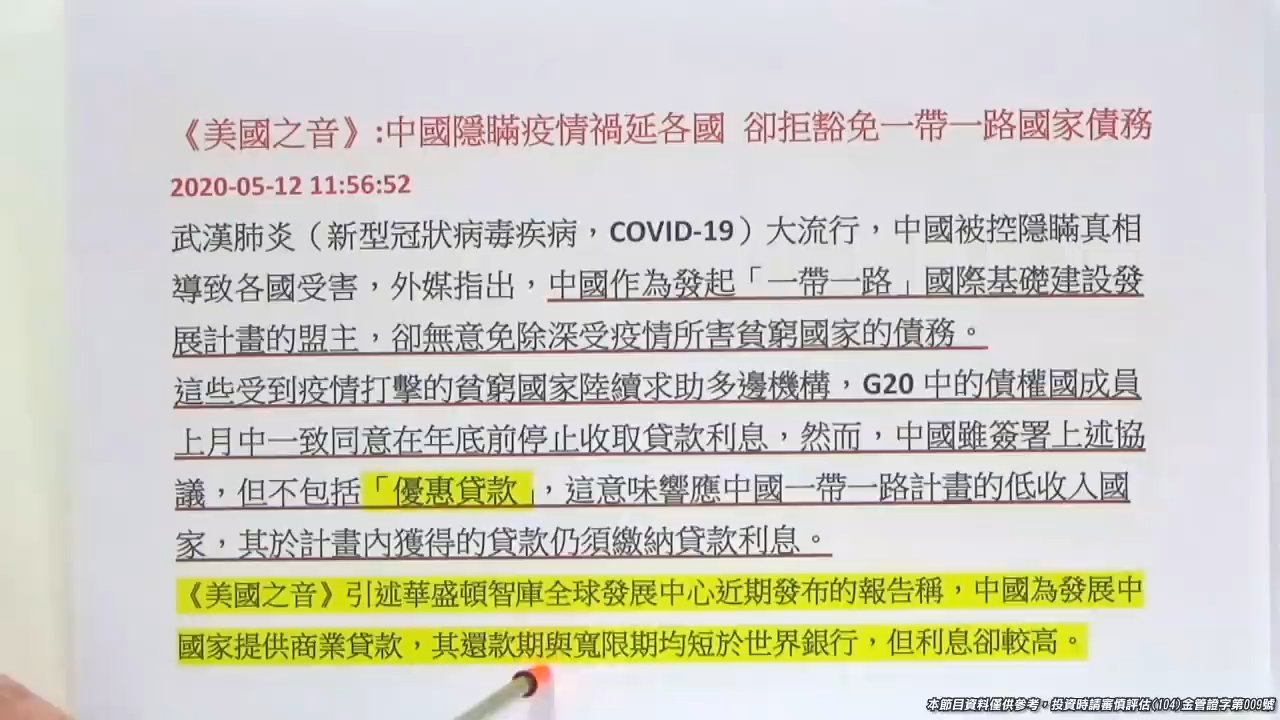 《美國之音》:中國隱瞞疫情禍延各國 卻拒豁免一帶一路國家債務
2020-05-12 11:56:52
武漢肺炎（新型冠狀病毒疾病，COVID-19）大流行，中國被控隱瞞真相
導致各國受害，外媒指出，中國作為發起「一帶一路」國際基礎建設發
展計畫的盟主，卻無意免除深受疫情所害貧窮國家的債務。
這些受到疫情打擊的貧窮國家陸續求助多邊機構，G20 中的債權國成員
上月中一致同意在年底前停止收取貸款利息，然而，中國雖簽署上述協
議，但不包括「優惠貸款」，這意味響應中國一帶一路計畫的低收入國
家，其於計畫內獲得的貸款仍須繳納貸款利息。
《美國之音》引述華盛頓智庫全球發展中心近期發布的報告稱，中國為發展中
國家提供商業貸款，其還款期與寬限期均短於世界銀行，但利息卻較高。
本節目資料僅供參考，投資時請審慎評估(104)金管證字第009號